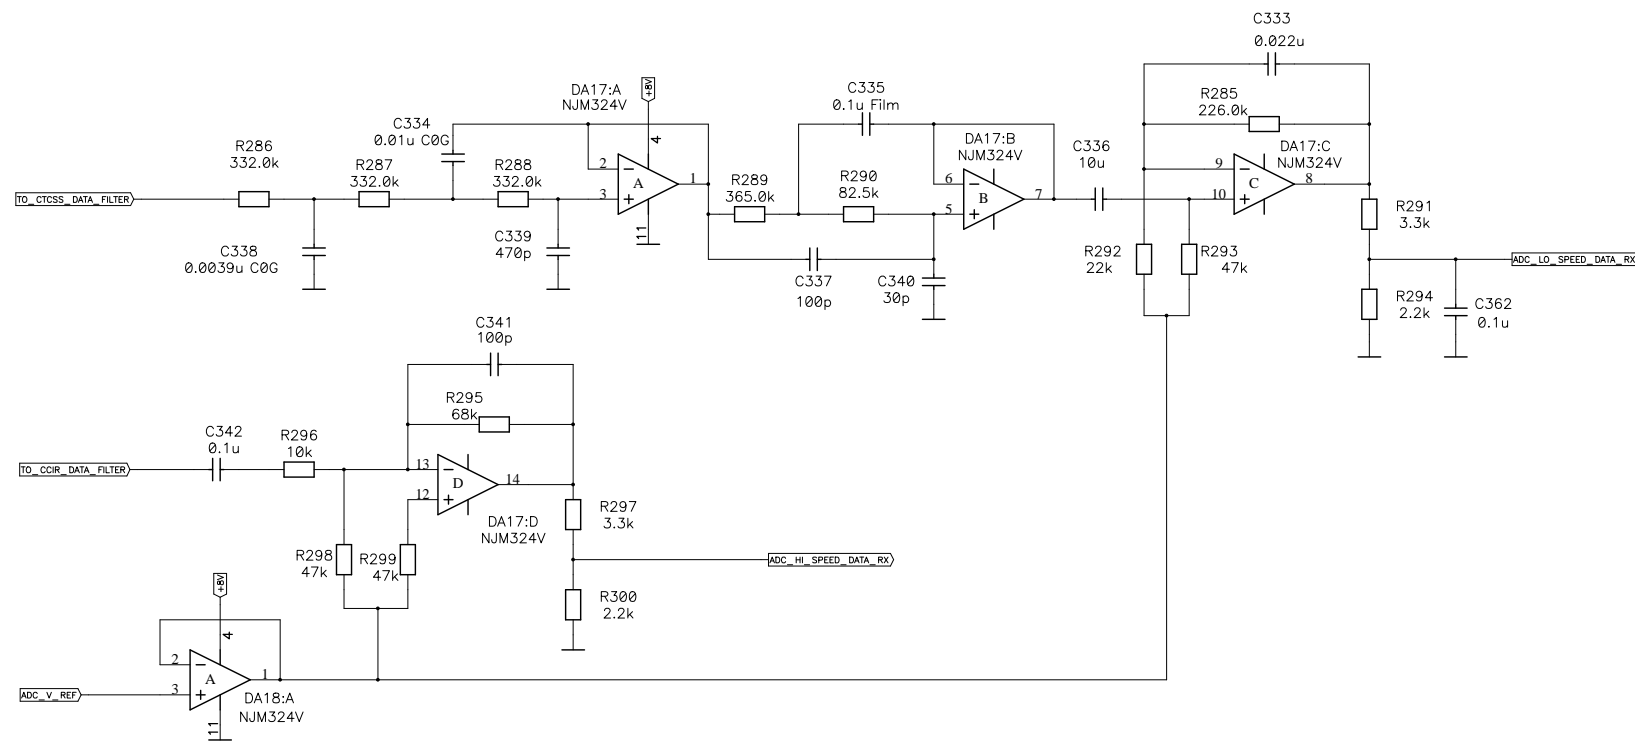 C333
0.022u
R285
226.0k
DA17:C
NJM324V
9
10
8
C
DA17:A
NJM324V
+8V
4
2
3
1
11
A
C334
0.01u C0G
R286
332.0k
R287
332.0k
R288
332.0k
TO_CTCSS_DATA_FILTER
C338
0.0039u C0G
C339
470p
C335
0.1u Film
R289
365.0k
R290
82.5k
DA17:B
NJM324V
6
5
7
B
C336
10u
C337
100p
C340
30p
R292
22k
R293
47k
R291
3.3k
ADC_LO_SPEED_DATA_RX
R294
2.2k
C362
0.1u
C341
100p
R295
68k
C342
0.1u
R296
10k
TO_CCIR_DATA_FILTER
13
12
14
D
DA17:D
NJM324V
R297
3.3k
R298
47k
R299
47k
ADC_HI_SPEED_DATA_RX
R300
2.2k
+8V
4
2
3
1
11
A
ADC_V_REF
DA18:A
NJM324V